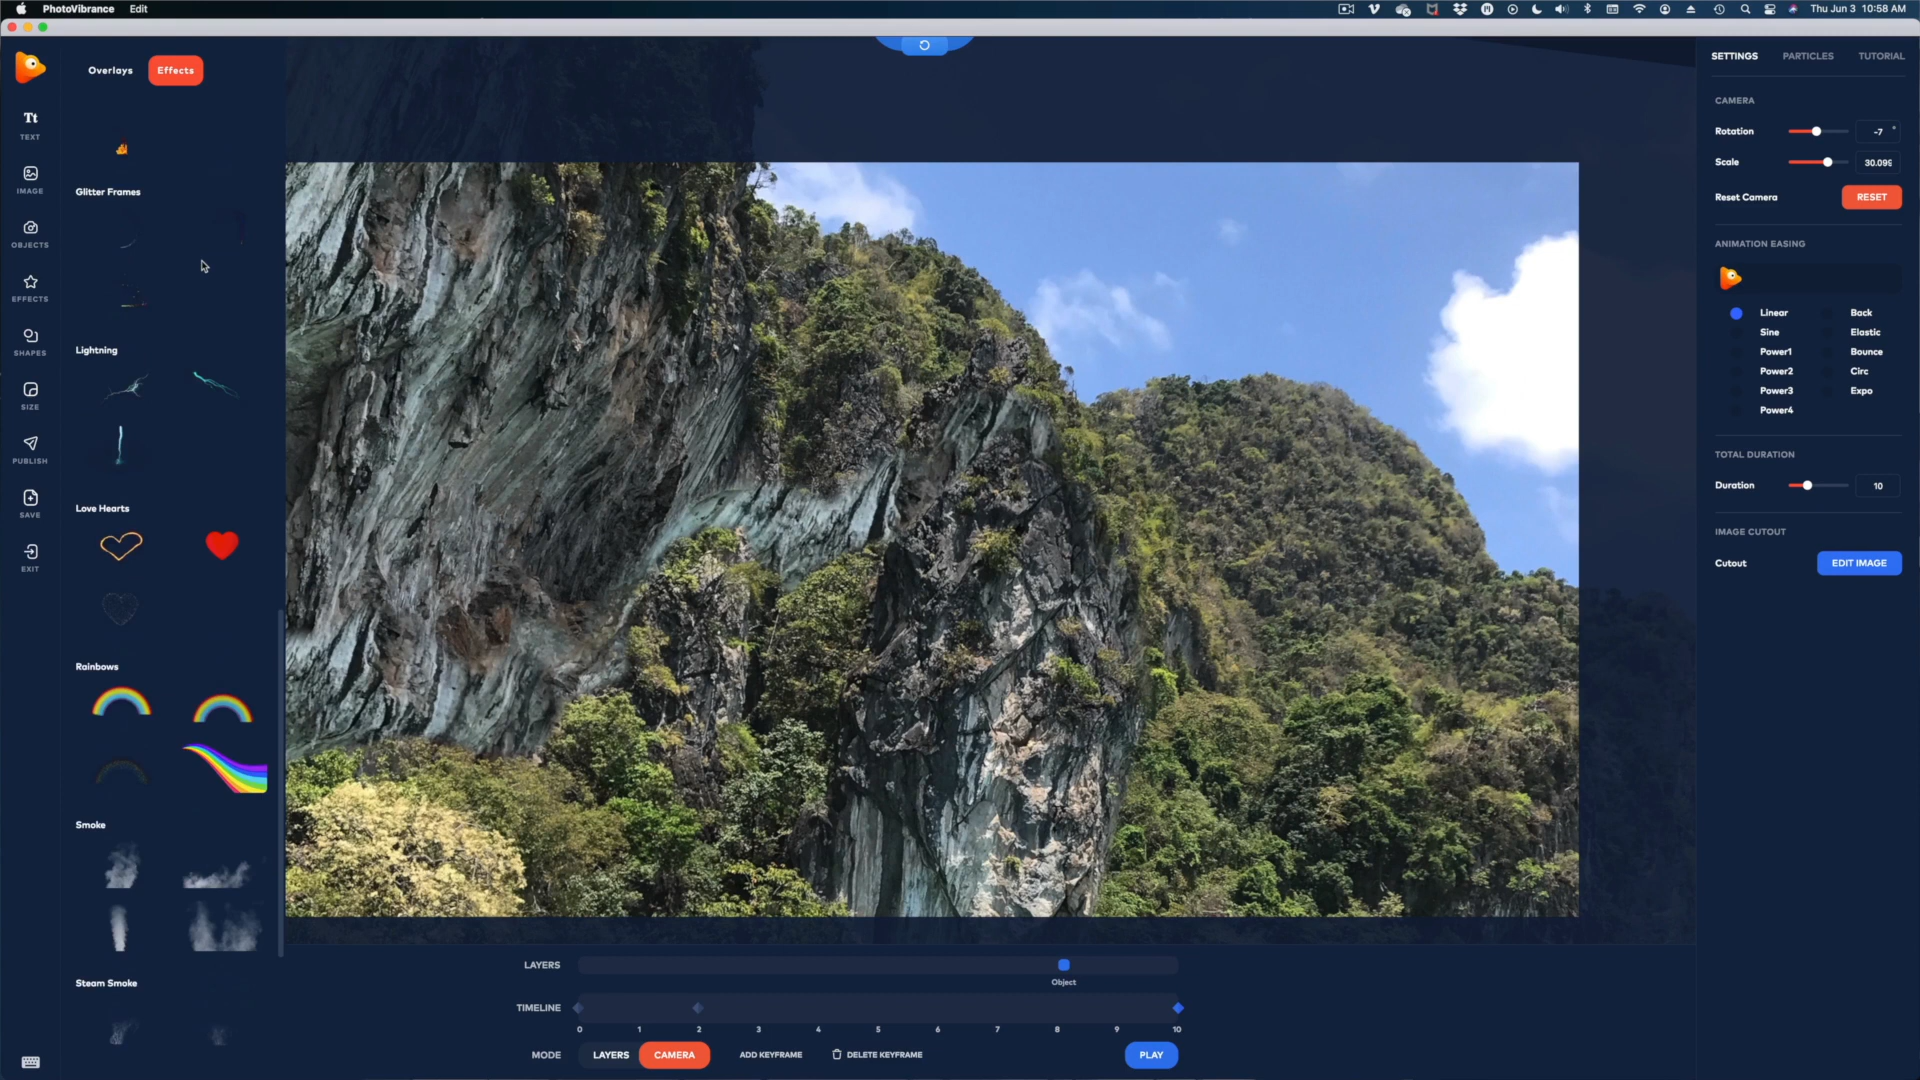 PhotoVibrance Edit Thu Jun 3 10:58 AM
Overlays Effects
Tt
TEXT
IMAGE
OBJECTS
EFFECTS
SHAPES
SIZE
PUBLISH
SAVE
EXIT
Glitter Frames
Lightning
Love Hearts
Rainbows
Smoke
Steam Smoke
SETTINGS PARTICLES TUTORIAL
CAMERA
Rotation -7 °
Scale 30.099
Reset Camera RESET
ANIMATION EASING
Linear Back
Sine Elastic
Power1 Bounce
Power2 Circ
Power3 Expo
Power4
TOTAL DURATION
Duration 10
IMAGE CUTOUT
Cutout EDIT IMAGE
LAYERS
Object
TIMELINE
0 1 2 3 4 5 6 7 8 9 10
MODE LAYERS CAMERA ADD KEYFRAME DELETE KEYFRAME PLAY